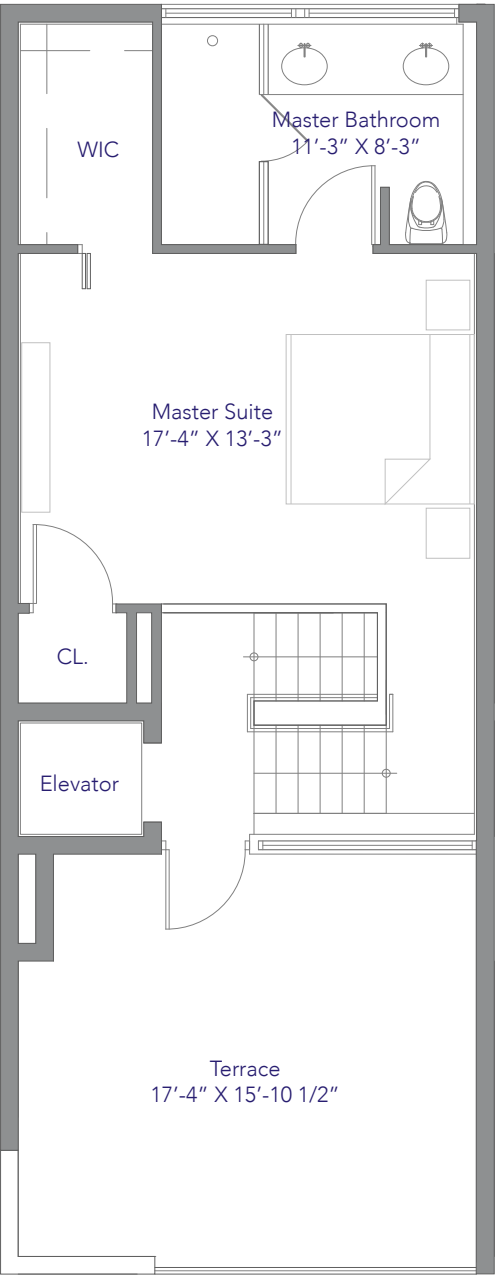 Master Bathroom
11’-3” X 8’-3”
WIC
Master Suite
17’-4” X 13’-3”
CL.
Elevator
Terrace
17’-4” X 15’-10 1/2”